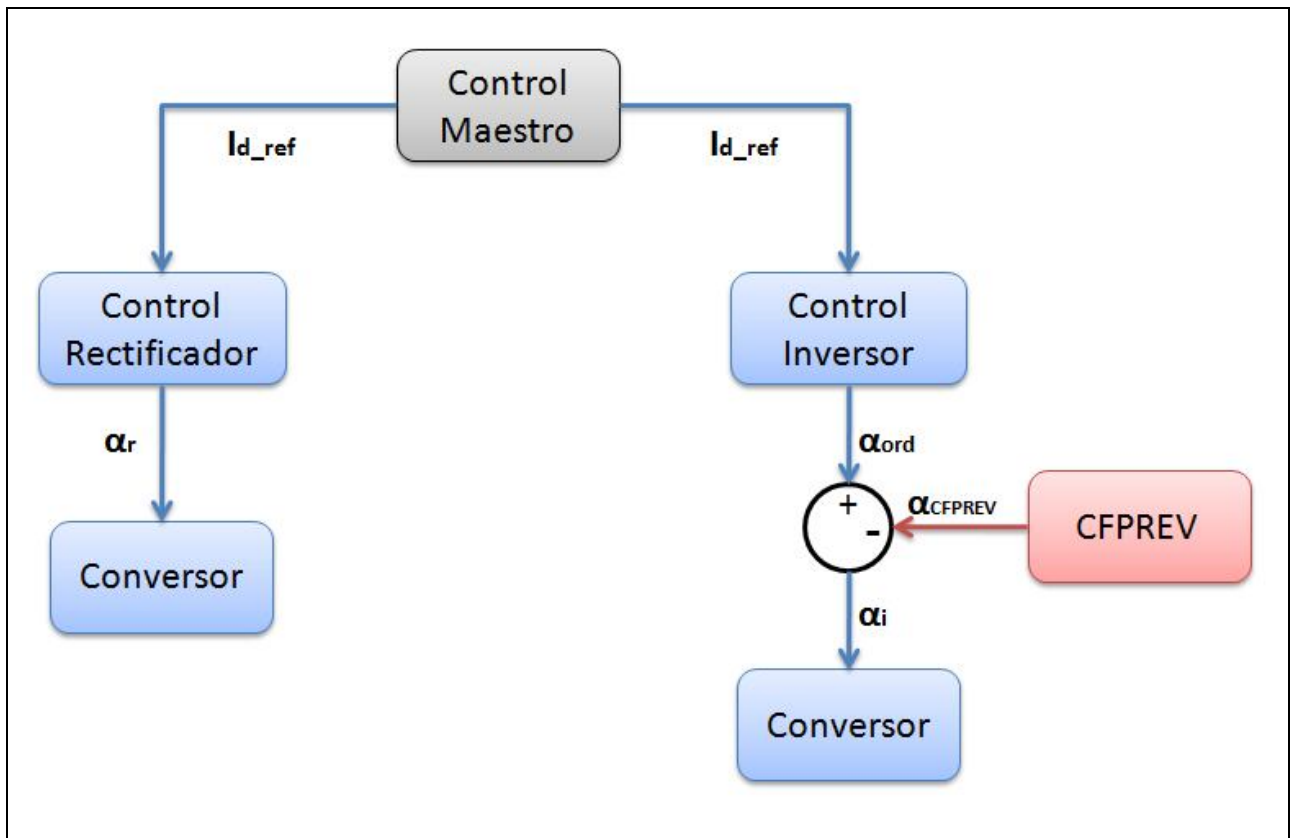 Control
Maestro
Id_ref
Id_ref
Control
Rectificador
Control
Inversor
αr
αord
+
-
αCFPREV
CFPREV
Conversor
αi
Conversor